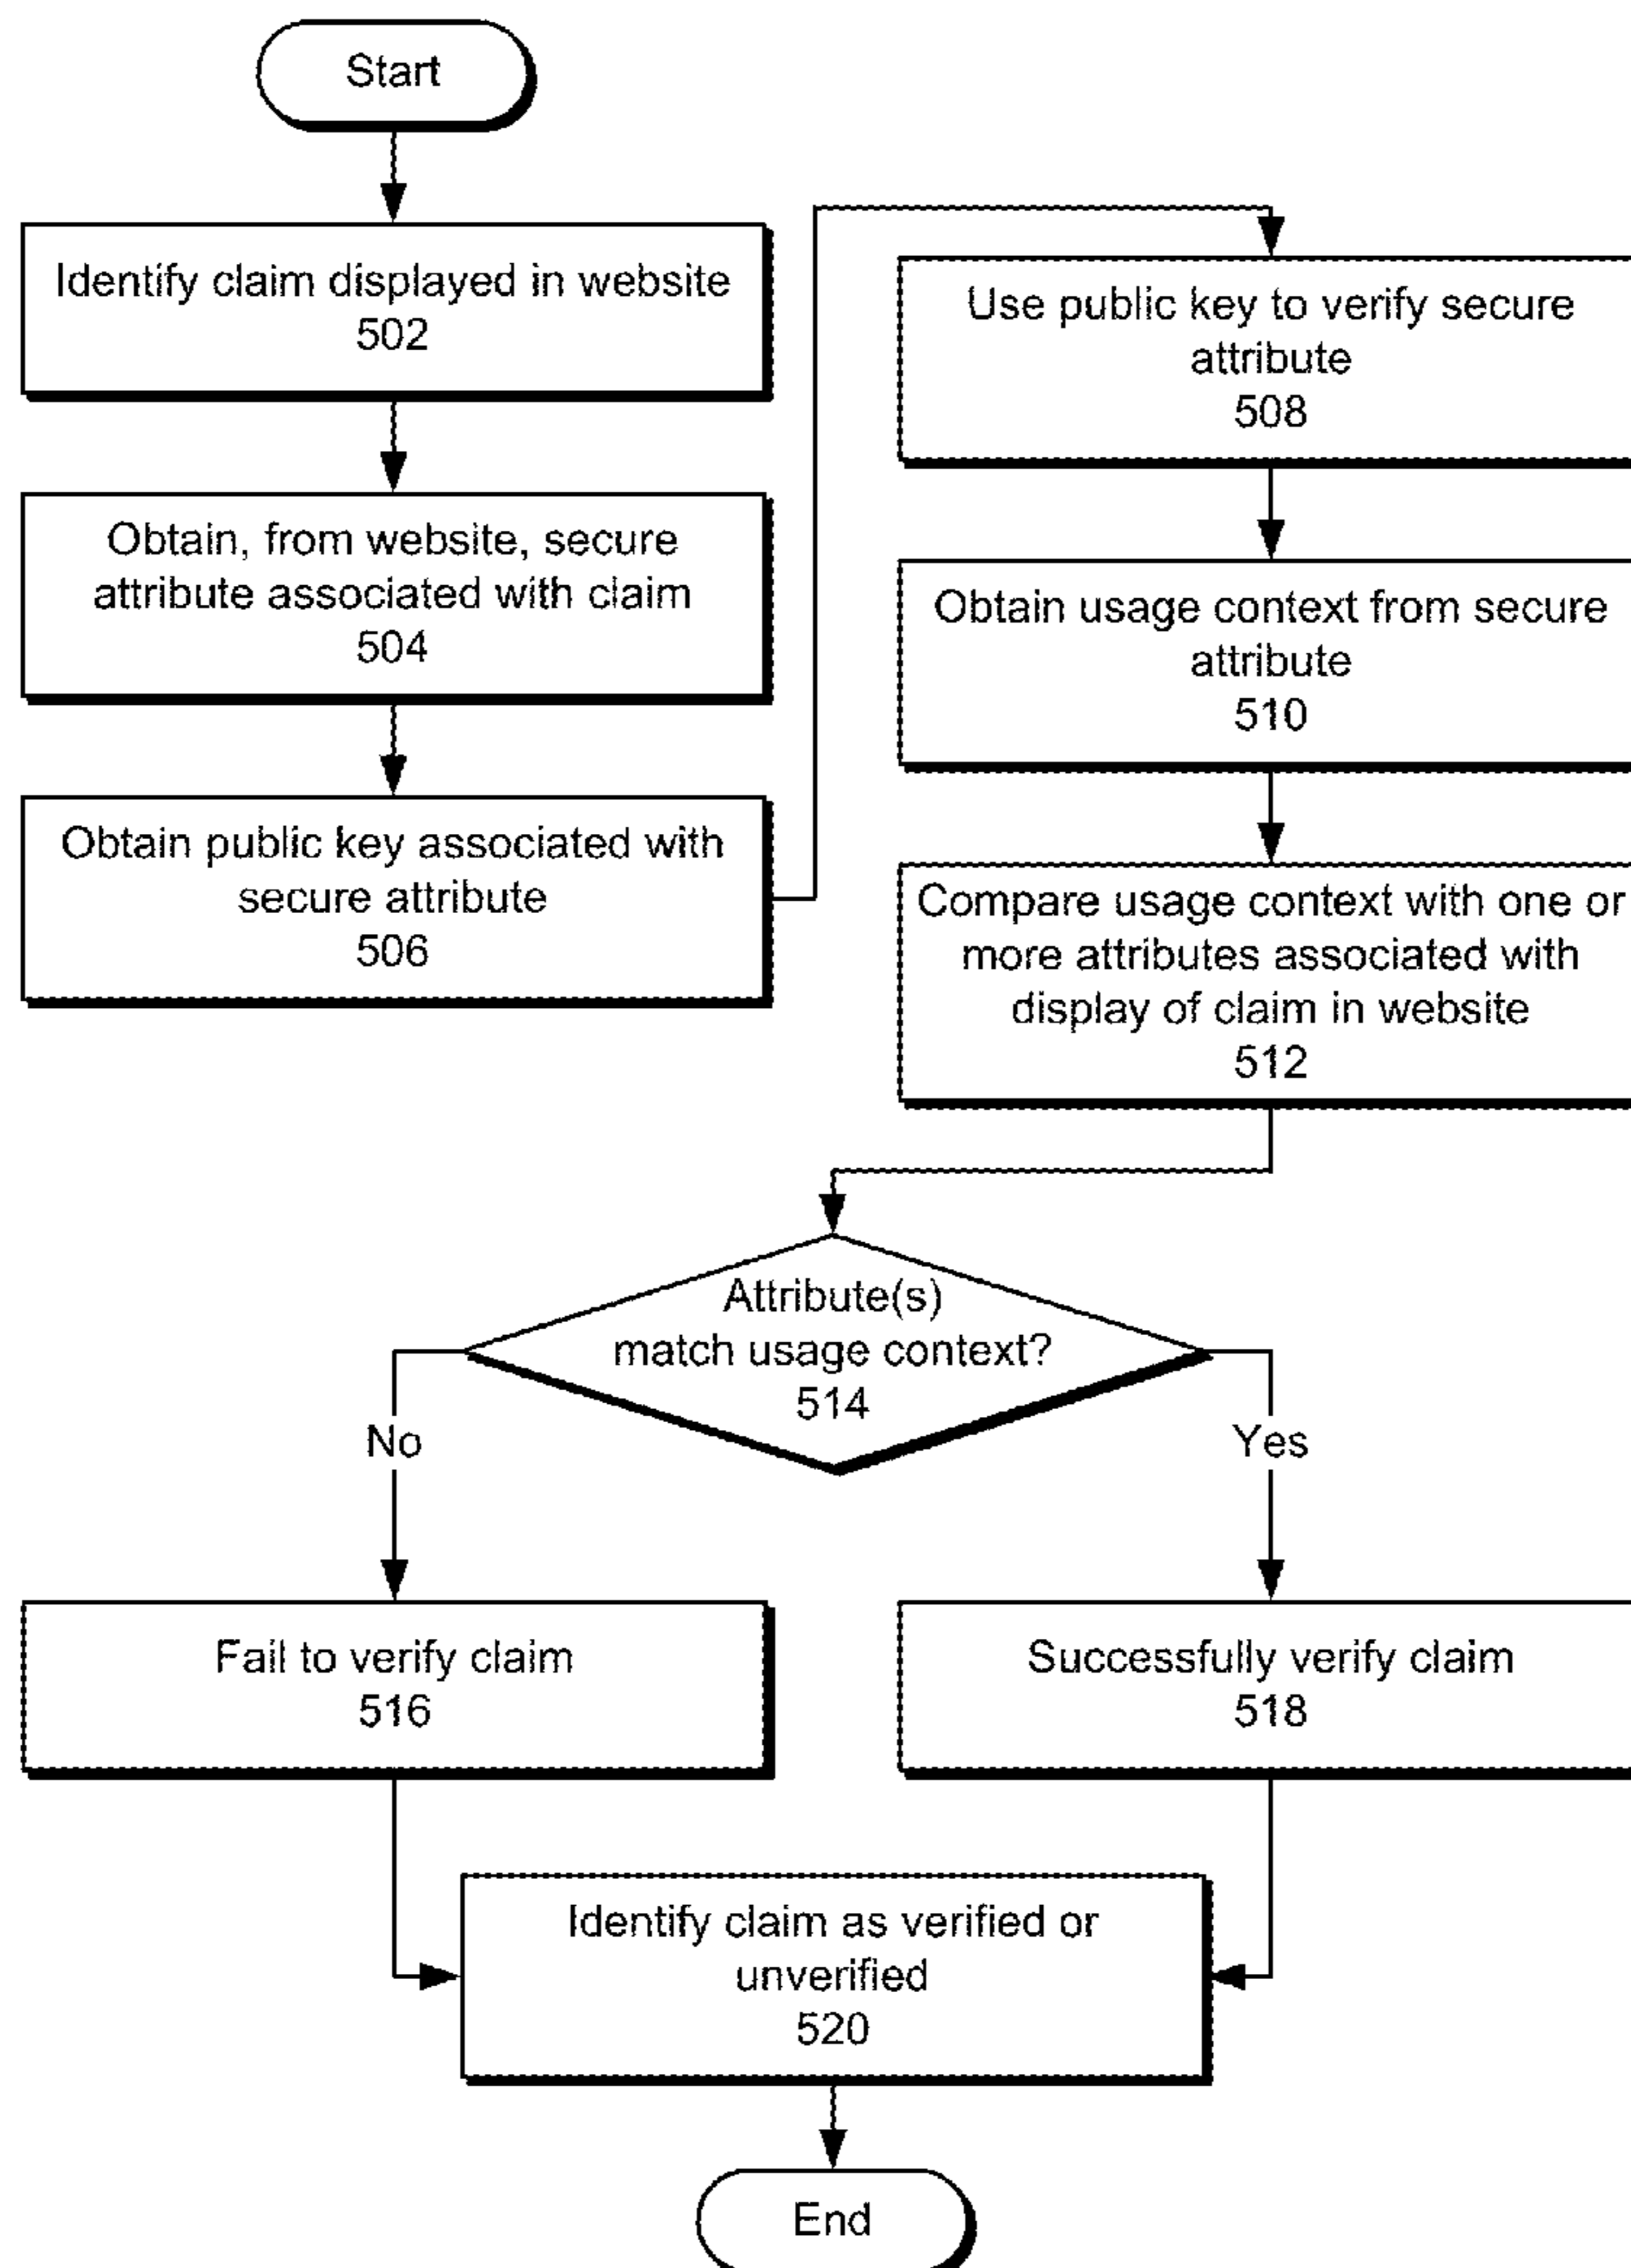 Start
Identify claim displayed in website
502
Obtain, from website, secure
attribute associated with claim
504
Obtain public key associated with
secure attribute
506
Use public key to verify secure
attribute
508
Obtain usage context from secure
attribute
510
Compare usage context with one or
more attributes associated with
display of claim in website
512
Attribute(s)
match usage context?
514
No
Yes
Fail to verify claim
516
Successfully verify claim
518
Identify claim as verified or
unverified
520
End